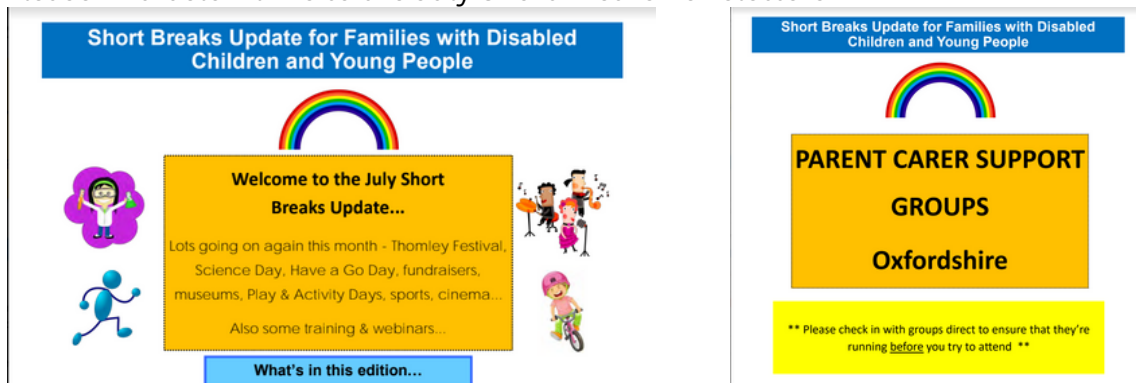 Short Breaks Update for Families with Disabled
Children and Young People
Welcome to the July Short
Breaks Update...
Lots going on again this month - Thomley Festival,
Science Day, Have a Go Day, fundraisers,
museums, Play & Activity Days, sports, cinema...
Also some training & webinars...
What's in this edition...
Short Breaks Update for Families with Disabled
Children and Young People
PARENT CARER SUPPORT
GROUPS
Oxfordshire
** Please check in with groups direct to ensure that they're
running before you try to attend **